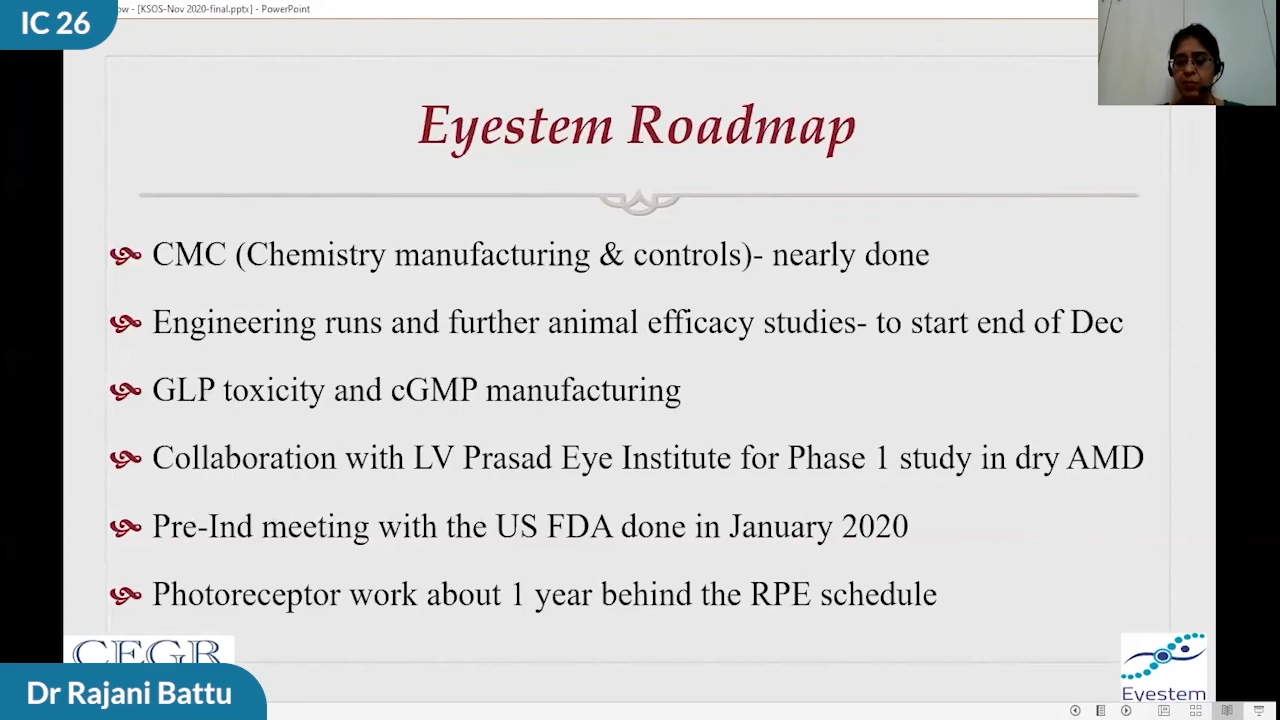 IC 26
ow - [KSOS-Nov 2020-final.pptx] - PowerPoint
Eyestem Roadmap
CMC (Chemistry manufacturing & controls)- nearly done
Engineering runs and further animal efficacy studies- to start end of Dec
GLP toxicity and cGMP manufacturing
Collaboration with LV Prasad Eye Institute for Phase 1 study in dry AMD
Pre-Ind meeting with the US FDA done in January 2020
Photoreceptor work about 1 year behind the RPE schedule
CEGR
Eyestem
Dr Rajani Battu